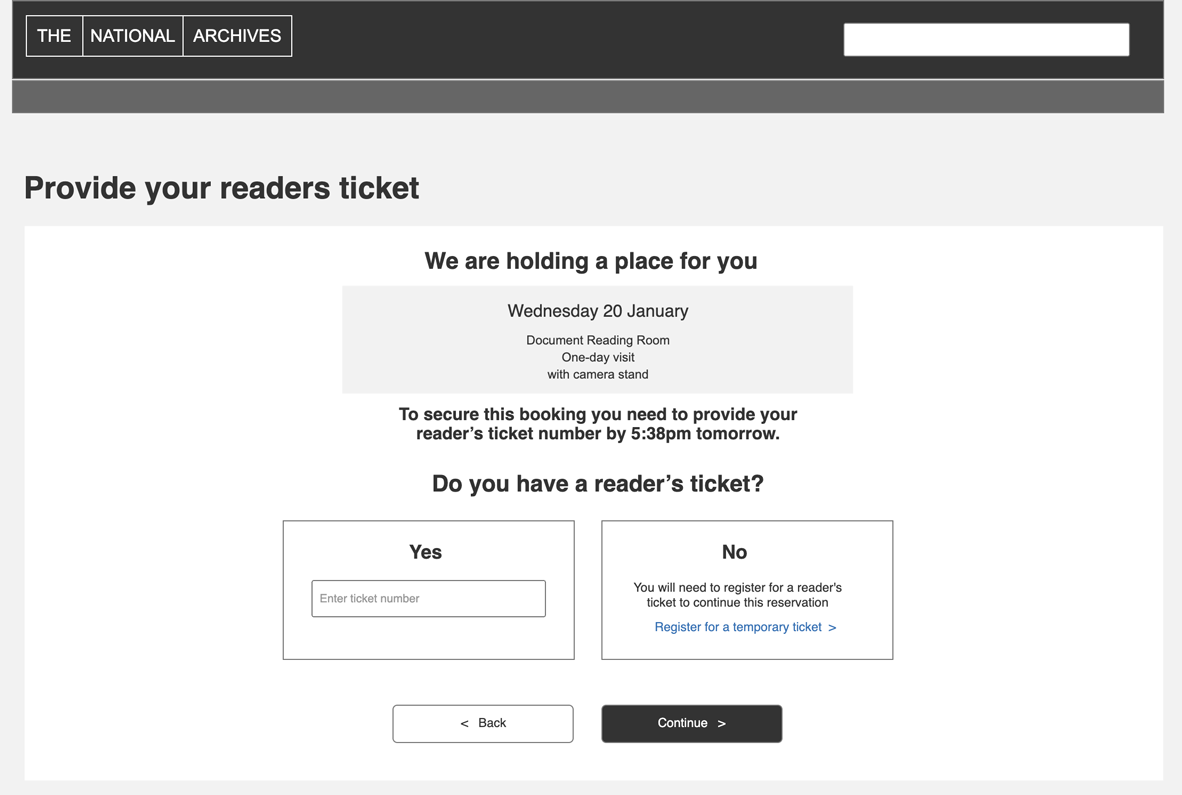 THE NATIONAL ARCHIVES
Provide your readers ticket
We are holding a place for you
Wednesday 20 January
Document Reading Room
One-day visit
with camera stand
To secure this booking you need to provide your
reader’s ticket number by 5:38pm tomorrow.
Do you have a reader’s ticket?
Yes
Enter ticket number
No
You will need to register for a reader's
ticket to continue this reservation
Register for a temporary ticket >
< Back
Continue >